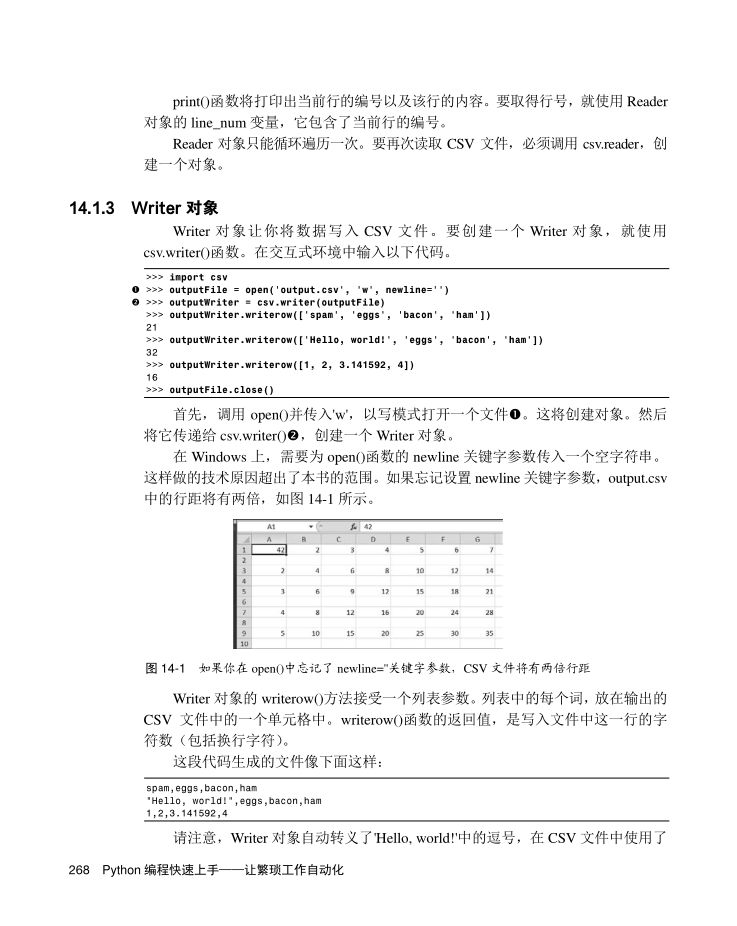 print()函数将打印出当前行的编号以及该行的内容。要取得行号，就使用 Reader
对象的 line_num 变量，它包含了当前行的编号。
Reader 对象只能循环遍历一次。要再次读取 CSV 文件，必须调用 csv.reader，创
建一个对象。
14.1.3 Writer 对象
Writer 对象让你将数据写入 CSV 文件。要创建一个 Writer 对象，就使用
csv.writer()函数。在交互式环境中输入以下代码。
>>> import csv
❶ >>> outputFile = open('output.csv', 'w', newline='')
❷ >>> outputWriter = csv.writer(outputFile)
>>> outputWriter.writerow(['spam', 'eggs', 'bacon', 'ham'])
21
>>> outputWriter.writerow(['Hello, world!', 'eggs', 'bacon', 'ham'])
32
>>> outputWriter.writerow([1, 2, 3.141592, 4])
16
>>> outputFile.close()
首先，调用 open()并传入'w'，以写模式打开一个文件❶。这将创建对象。然后
将它传递给 csv.writer()❷，创建一个 Writer 对象。
在 Windows 上，需要为 open()函数的 newline 关键字参数传入一个空字符串。
这样做的技术原因超出了本书的范围。如果忘记设置 newline 关键字参数，output.csv
中的行距将有两倍，如图 14-1 所示。
A1 fx 42
A B C D E F G
1 42 2 3 4 5 6 7
2
3 2 4 6 8 10 12 14
4
5 3 6 9 12 15 18 21
6
7 4 8 12 16 20 24 28
8
9 5 10 15 20 25 30 35
10
图 14-1 如果你在 open()中忘记了 newline=''关键字参数，CSV 文件将有两倍行距
Writer 对象的 writerow()方法接受一个列表参数。列表中的每个词，放在输出的
CSV 文件中的一个单元格中。writerow()函数的返回值，是写入文件中这一行的字
符数（包括换行字符）。
这段代码生成的文件像下面这样：
spam,eggs,bacon,ham
"Hello, world!",eggs,bacon,ham
1,2,3.141592,4
请注意，Writer 对象自动转义了'Hello, world!'中的逗号，在 CSV 文件中使用了
268 Python 编程快速上手——让繁琐工作自动化